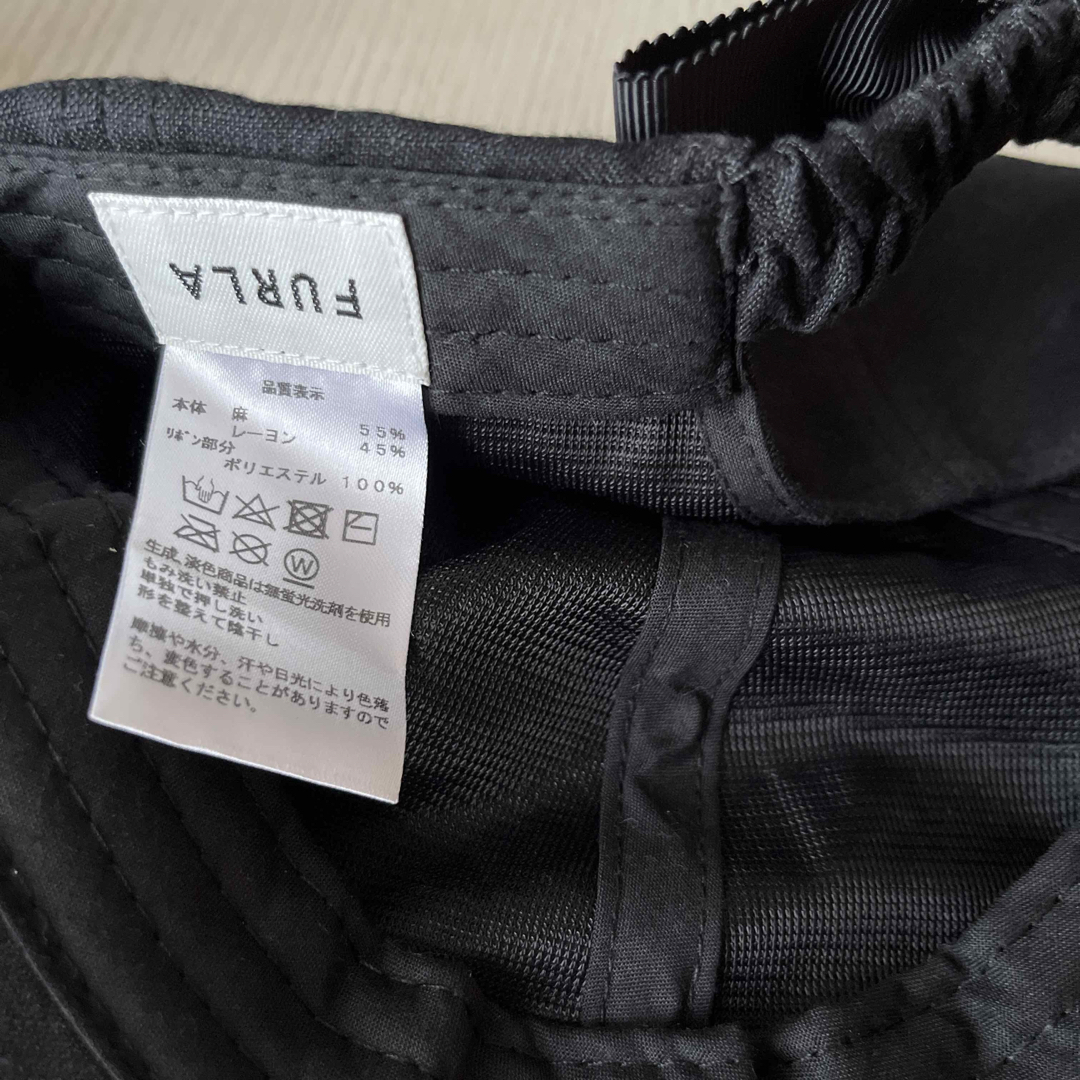 FURLA
品質表示
本体 麻 55%
レーヨン 45%
ﾘﾎﾞﾝ部分
ポリエステル 100%
W
生成、淡色商品は無蛍光洗剤を使用
もみ洗い禁止
単独で押し洗い
形を整えて陰干し
摩擦や水分、汗や日光により色落
ち、変色することがありますので
ご注意ください。